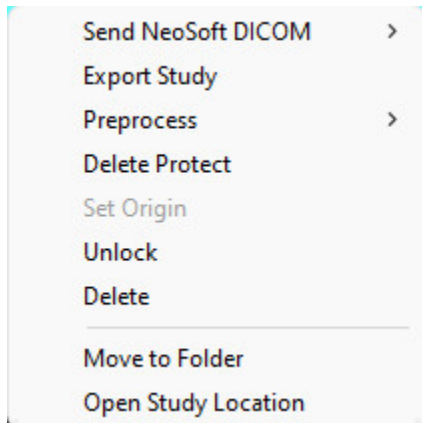 Send NeoSoft DICOM
Export Study
Preprocess
Delete Protect
Set Origin
Unlock
Delete
Move to Folder
Open Study Location